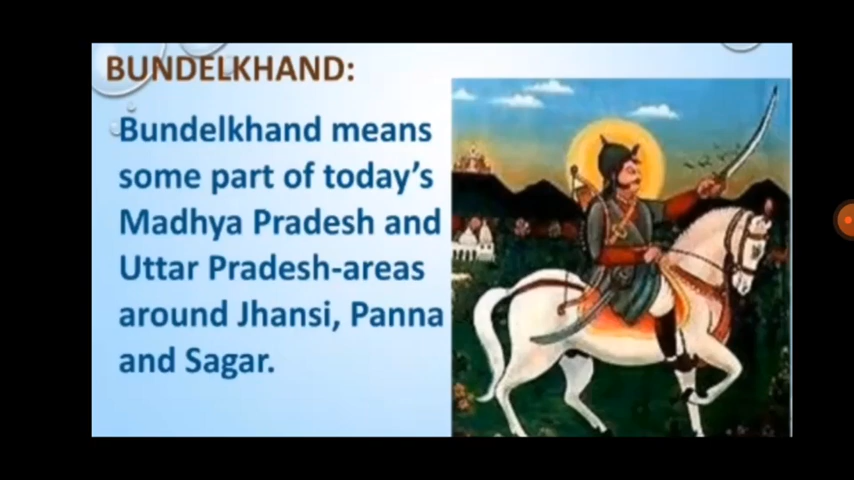 BUNDELKHAND:
Bundelkhand means
some part of today's
Madhya Pradesh and
Uttar Pradesh-areas
around Jhansi, Panna
and Sagar.